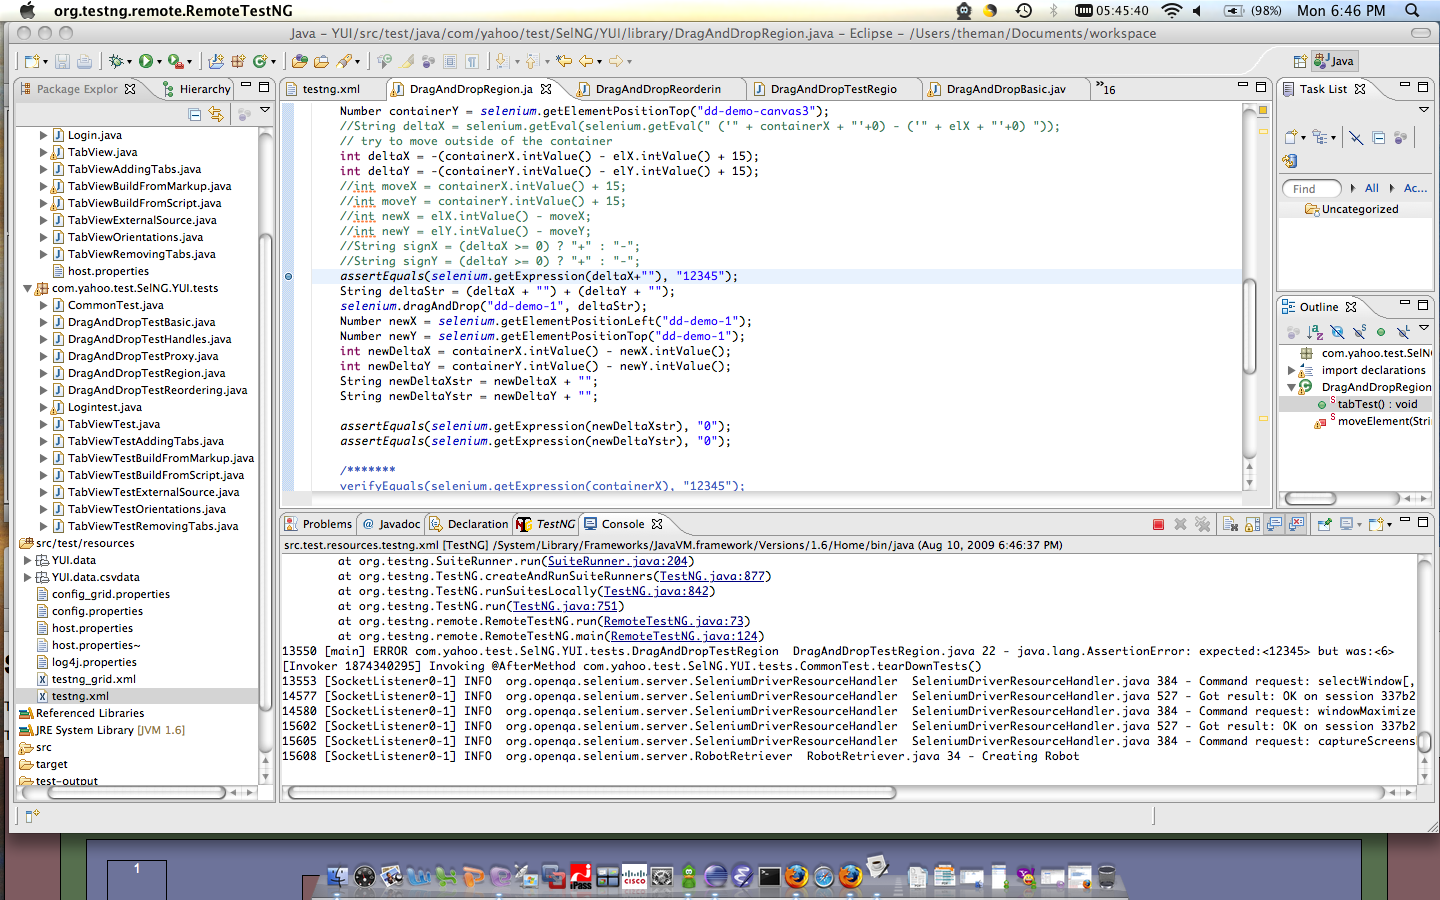 org.testng.remote.RemoteTestNG
05:45:40
(98%)
Mon 6:46 PM
Java – YUI/src/test/java/com/yahoo/test/SelNG/YUI/library/DragAndDropRegion.java – Eclipse – /Users/theman/Documents/workspace
Java
Package Explor
Hierarchy
Login.java
TabView.java
TabViewAddingTabs.java
TabViewBuildFromMarkup.java
TabViewBuildFromScript.java
TabViewExternalSource.java
TabViewOrientations.java
TabViewRemovingTabs.java
host.properties
com.yahoo.test.SelNG.YUI.tests
CommonTest.java
DragAndDropTestBasic.java
DragAndDropTestHandles.java
DragAndDropTestProxy.java
DragAndDropTestRegion.java
DragAndDropTestReordering.java
Logintest.java
TabViewTest.java
TabViewTestAddingTabs.java
TabViewTestBuildFromMarkup.java
TabViewTestBuildFromScript.java
TabViewTestExternalSource.java
TabViewTestOrientations.java
TabViewTestRemovingTabs.java
src/test/resources
YUI.data
YUI.data.csvdata
config_grid.properties
config.properties
host.properties
host.properties~
log4j.properties
testng_grid.xml
testng.xml
Referenced Libraries
JRE System Library [JVM 1.6]
src
target
test-output
testng.xml
DragAndDropRegion.ja
DragAndDropReorderin
DragAndDropTestRegio
DragAndDropBasic.jav
»16
Number containerY = selenium.getElementPositionTop("dd-demo-canvas3");
//String deltaX = selenium.getEval(selenium.getEval(" ('" + containerX + "'+0) - ('" + elX + "'+0) "));
// try to move outside of the container
int deltaX = -(containerX.intValue() - elX.intValue() + 15);
int deltaY = -(containerY.intValue() - elY.intValue() + 15);
//int moveX = containerX.intValue() + 15;
//int moveY = containerY.intValue() + 15;
//int newX = elX.intValue() - moveX;
//int newY = elY.intValue() - moveY;
//String signX = (deltaX >= 0) ? "+" : "-";
//String signY = (deltaY >= 0) ? "+" : "-";
assertEquals(selenium.getExpression(deltaX+""), "12345");
String deltaStr = (deltaX + "") + (deltaY + "");
selenium.dragAndDrop("dd-demo-1", deltaStr);
Number newX = selenium.getElementPositionLeft("dd-demo-1");
Number newY = selenium.getElementPositionTop("dd-demo-1");
int newDeltaX = containerX.intValue() - newX.intValue();
int newDeltaY = containerY.intValue() - newY.intValue();
String newDeltaXstr = newDeltaX + "";
String newDeltaYstr = newDeltaY + "";
assertEquals(selenium.getExpression(newDeltaXstr), "0");
assertEquals(selenium.getExpression(newDeltaYstr), "0");
/*******
verifyEquals(selenium.getExpression(containerX), "12345");
Task List
Find
All
Ac...
Uncategorized
Outline
com.yahoo.test.SelN
import declarations
DragAndDropRegion
tabTest() : void
moveElement(Stri
Problems
Javadoc
Declaration
TestNG
Console
src.test.resources.testng.xml [TestNG] /System/Library/Frameworks/JavaVM.framework/Versions/1.6/Home/bin/java (Aug 10, 2009 6:46:37 PM)
at org.testng.SuiteRunner.run(SuiteRunner.java:204)
at org.testng.TestNG.createAndRunSuiteRunners(TestNG.java:877)
at org.testng.TestNG.runSuitesLocally(TestNG.java:842)
at org.testng.TestNG.run(TestNG.java:751)
at org.testng.remote.RemoteTestNG.run(RemoteTestNG.java:73)
at org.testng.remote.RemoteTestNG.main(RemoteTestNG.java:124)
13550 [main] ERROR com.yahoo.test.SelNG.YUI.tests.DragAndDropTestRegion DragAndDropTestRegion.java 22 - java.lang.AssertionError: expected:<12345> but was:<6>
[Invoker 1874340295] Invoking @AfterMethod com.yahoo.test.SelNG.YUI.tests.CommonTest.tearDownTests()
13553 [SocketListener0-1] INFO org.openqa.selenium.server.SeleniumDriverResourceHandler SeleniumDriverResourceHandler.java 384 - Command request: selectWindow[,
14577 [SocketListener0-1] INFO org.openqa.selenium.server.SeleniumDriverResourceHandler SeleniumDriverResourceHandler.java 527 - Got result: OK on session 337b2
14580 [SocketListener0-1] INFO org.openqa.selenium.server.SeleniumDriverResourceHandler SeleniumDriverResourceHandler.java 384 - Command request: windowMaximize
15602 [SocketListener0-1] INFO org.openqa.selenium.server.SeleniumDriverResourceHandler SeleniumDriverResourceHandler.java 527 - Got result: OK on session 337b2
15605 [SocketListener0-1] INFO org.openqa.selenium.server.SeleniumDriverResourceHandler SeleniumDriverResourceHandler.java 384 - Command request: captureScreens
15608 [SocketListener0-1] INFO org.openqa.selenium.server.RobotRetriever RobotRetriever.java 34 - Creating Robot
1
iPass
CISCO